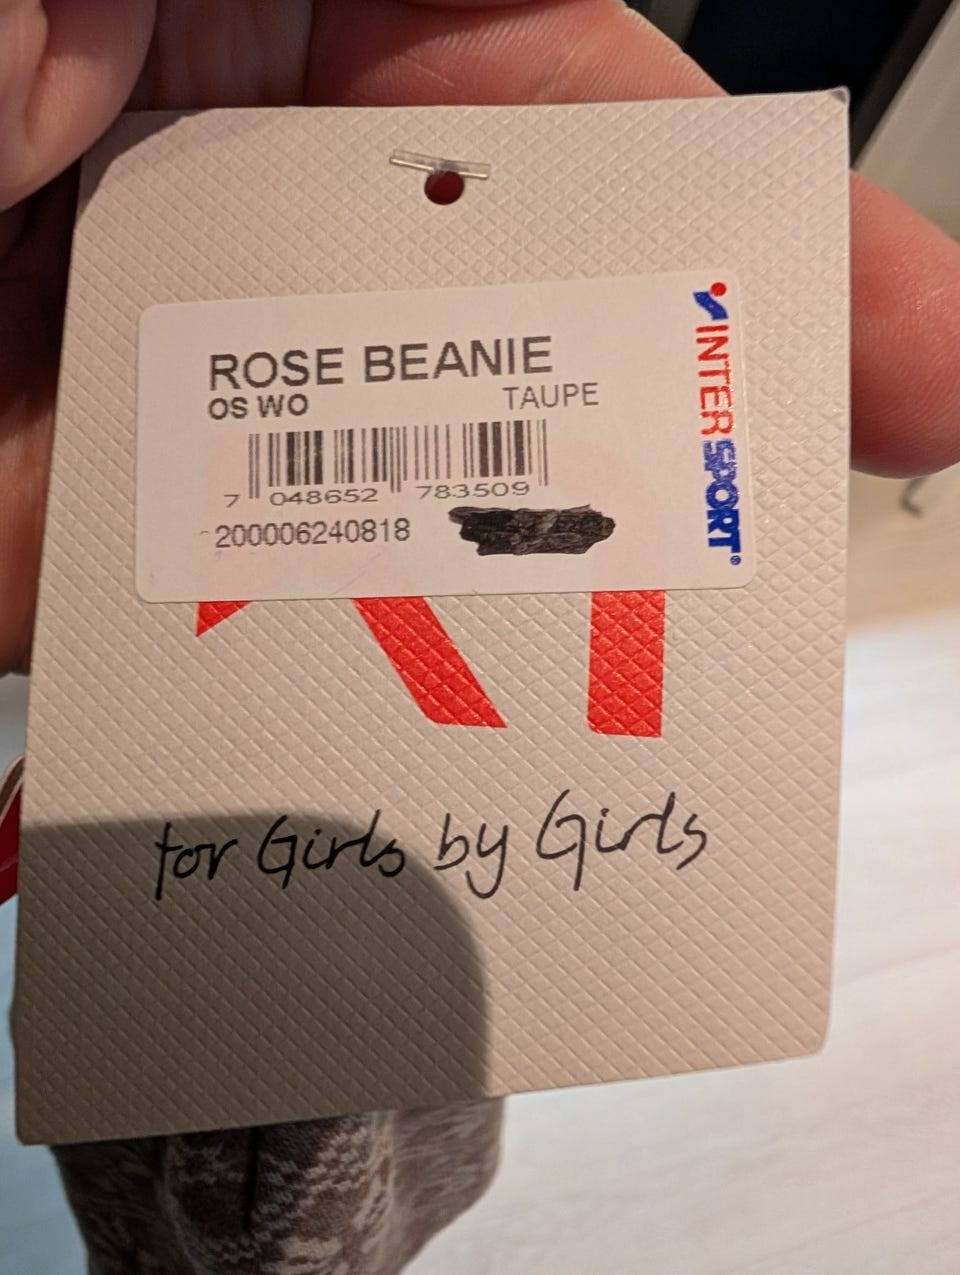 ROSE BEANIE
OS WO TAUPE
7 048652 783509
200006240818
INTERSPORT®
for Girls by Girls